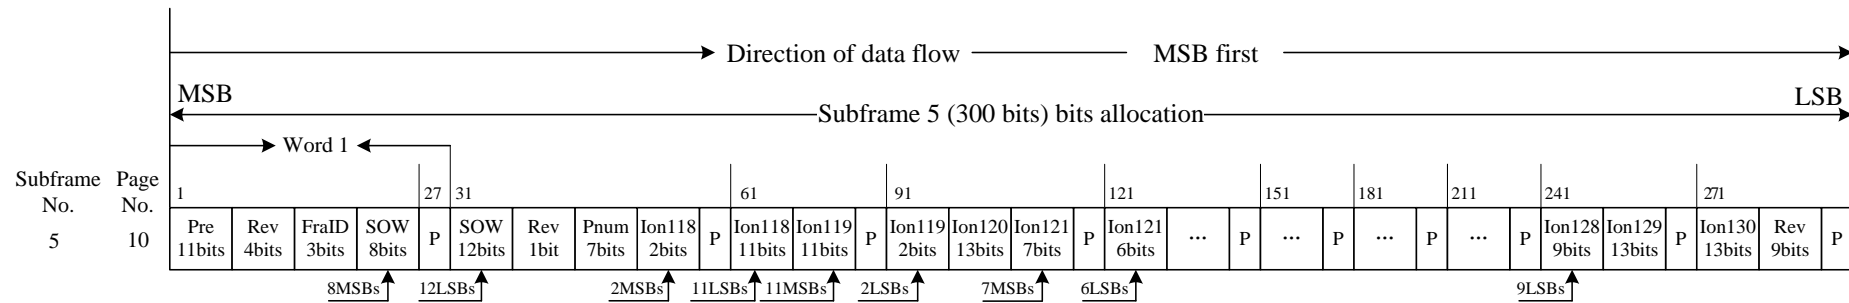 Direction of data flow MSB first
MSB LSB
Subframe 5 (300 bits) bits allocation
Word 1
Subframe No. Page No.
1 27 31 61 91 121 151 181 211 241 271
5 10
Pre 11bits Rev 4bits FraID 3bits SOW 8bits P SOW 12bits Rev 1bit Pnum 7bits Ion118 2bits P Ion118 11bits Ion119 11bits P Ion119 2bits Ion120 13bits Ion121 7bits P Ion121 6bits ... P ... P ... P ... P Ion128 9bits Ion129 13bits P Ion130 13bits Rev 9bits P
8MSBs 12LSBs 2MSBs 11LSBs 11MSBs 2LSBs 7MSBs 6LSBs 9LSBs